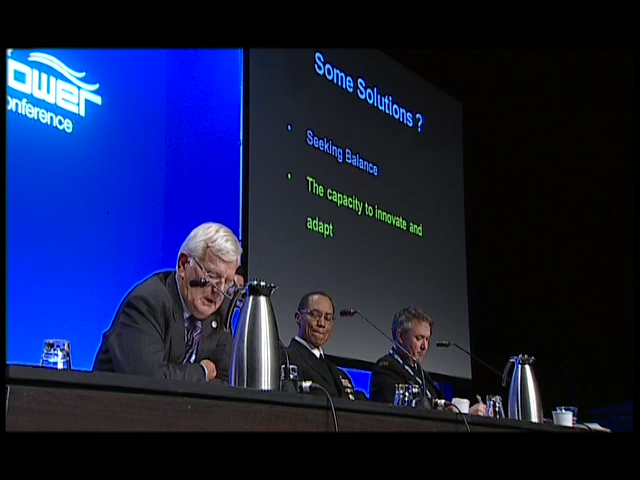 ower
onference
Some Solutions ?
• Seeking Balance
• The capacity to innovate and
adapt